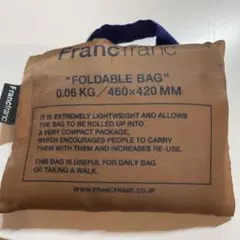 Francfranc
Francfranc
"FOLDABLE BAG"
0.06 KG / 460×420 MM
IT IS EXTREMELY LIGHTWEIGHT AND ALLOWS
THE BAG TO BE ROLLED UP INTO
A VERY COMPACT PACKAGE,
WHICH ENCOURAGES PEOPLE TO CARRY
THEM WITH THEM AND INCREASES RE-USE.
THIS BAG IS USEFUL FOR DAILY BAG
OR TAKING A WALK.
WWW.FRANCFRANC.CO.JP